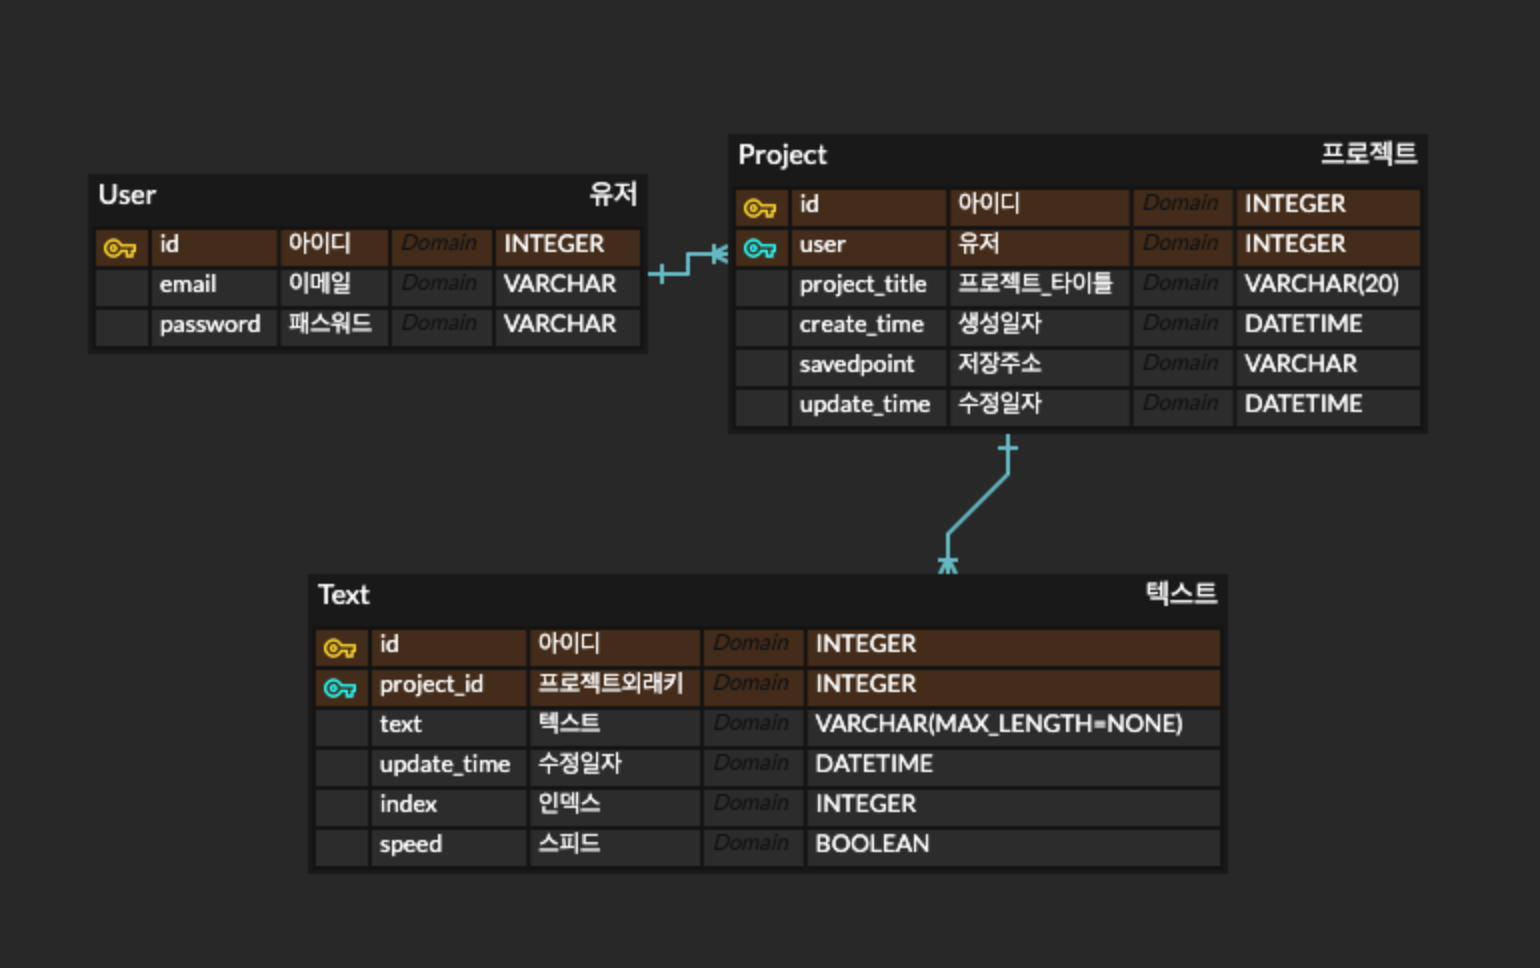 User 유저
id 아이디 Domain INTEGER
email 이메일 Domain VARCHAR
password 패스워드 Domain VARCHAR
Project 프로젝트
id 아이디 Domain INTEGER
user 유저 Domain INTEGER
project_title 프로젝트_타이틀 Domain VARCHAR(20)
create_time 생성일자 Domain DATETIME
savedpoint 저장주소 Domain VARCHAR
update_time 수정일자 Domain DATETIME
Text 텍스트
id 아이디 Domain INTEGER
project_id 프로젝트외래키 Domain INTEGER
text 텍스트 Domain VARCHAR(MAX_LENGTH=NONE)
update_time 수정일자 Domain DATETIME
index 인덱스 Domain INTEGER
speed 스피드 Domain BOOLEAN